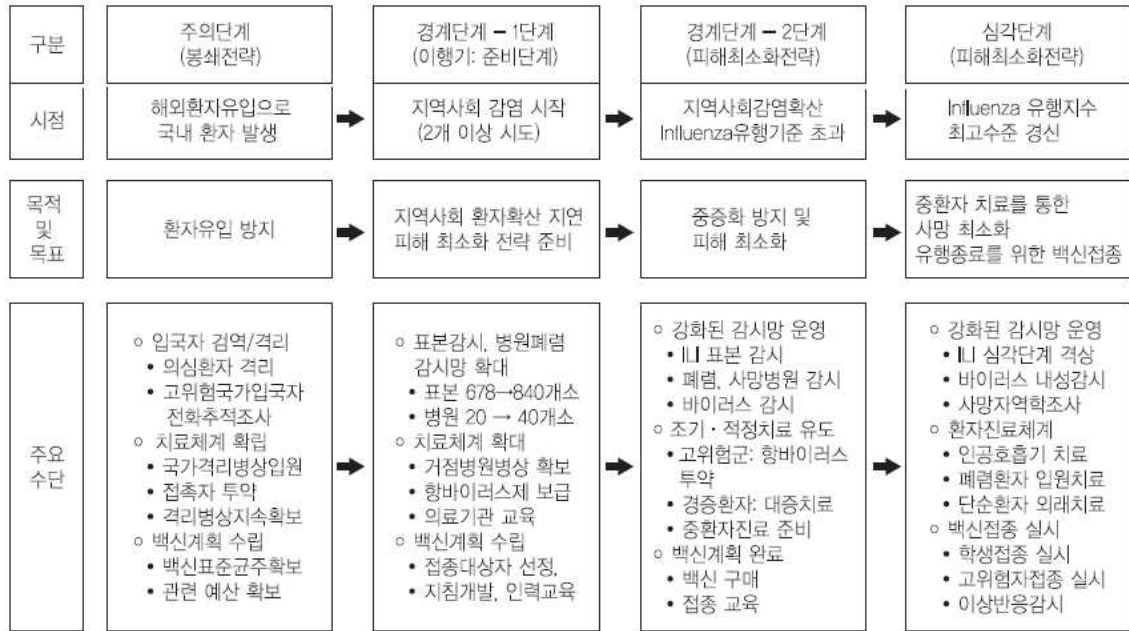 구분
주의단계
(봉쇄전략)
경계단계 – 1단계
(이행기: 준비단계)
경계단계 – 2단계
(피해최소화전략)
심각단계
(피해최소화전략)
시점
해외환자유입으로
국내 환자 발생
지역사회 감염 시작
(2개 이상 시도)
지역사회감염확산
Influenza유행기준 초과
Influenza 유행지수
최고수준 경신
목적
및
목표
환자유입 방지
지역사회 환자확산 지연
피해 최소화 전략 준비
중증화 방지 및
피해 최소화
중환자 치료를 통한
사망 최소화
유행종료를 위한 백신접종
주요
수단
○ 입국자 검역/격리
• 의심환자 격리
• 고위험국가입국자
전화추적조사
○ 치료체계 확립
• 국가격리병상입원
• 접촉자 투약
• 격리병상지속확보
○ 백신계획 수립
• 백신표준균주확보
• 관련 예산 확보
○ 표본감시, 병원폐렴
감시망 확대
• 표본 678→840개소
• 병원 20 → 40개소
○ 치료체계 확대
• 거점병원병상 확보
• 항바이러스제 보급
• 의료기관 교육
○ 백신계획 수립
• 접종대상자 선정,
• 지침개발, 인력교육
○ 강화된 감시망 운영
• ILI 표본 감시
• 폐렴, 사망병원 감시
• 바이러스 감시
○ 조기·적정치료 유도
• 고위험군: 항바이러스
투약
• 경증환자: 대증치료
• 중환자진료 준비
○ 백신계획 완료
• 백신 구매
• 접종 교육
○ 강화된 감시망 운영
• ILI 심각단계 격상
• 바이러스 내성감시
• 사망자역학조사
○ 환자진료체계
• 인공호흡기 치료
• 폐렴환자 입원치료
• 단순환자 외래치료
○ 백신접종 실시
• 학생접종 실시
• 고위험자접종 실시
• 이상반응감시